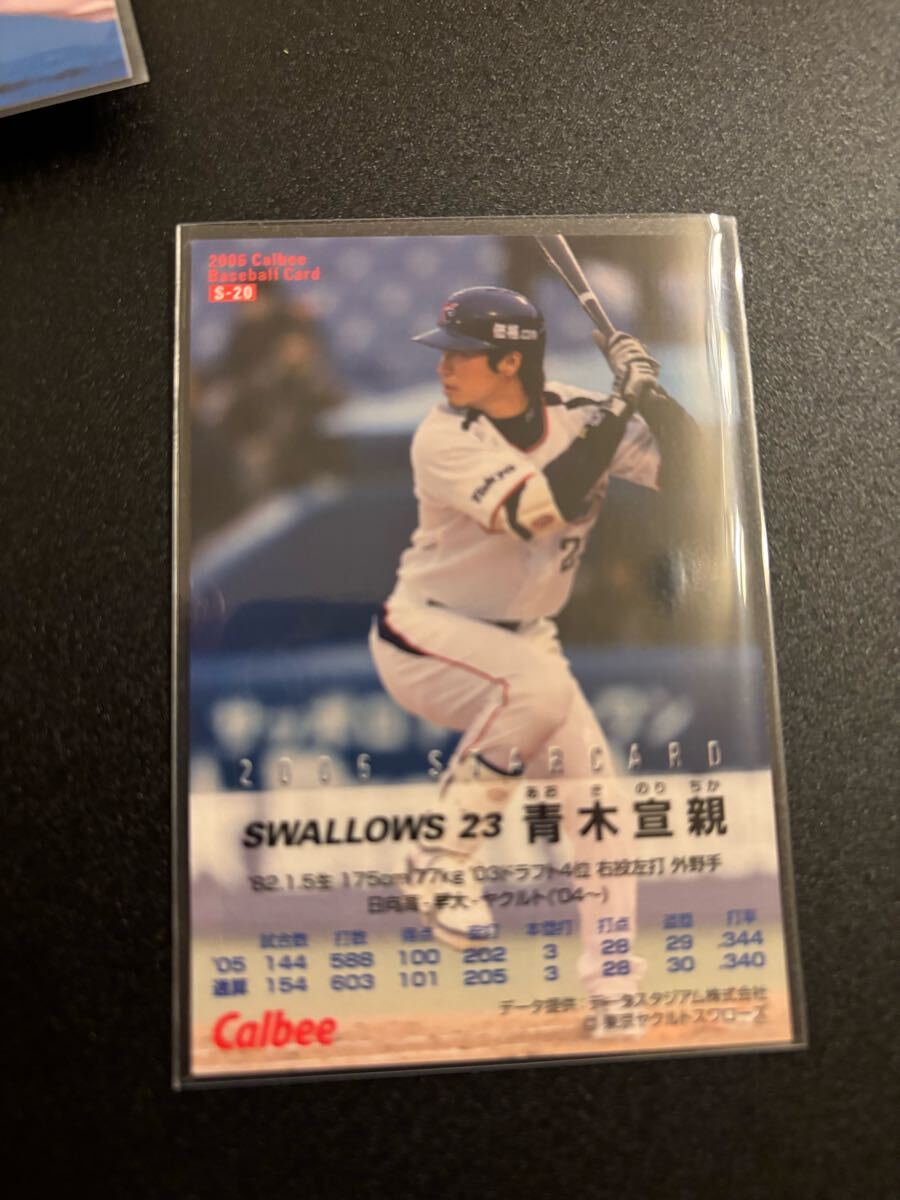 2006 Calbee
Baseball Card
S-20
Tokyo
2
2005 STARCARD
あお き のり ちか
SWALLOWS 23 青木宣親
'82.1.5生 175cm/77kg '03ドラフト4位 右投左打 外野手
日向高-早大-ヤクルト('04〜)
試合数 打数 得点 安打 本塁打 打点 盗塁 打率
'05 144 588 100 202 3 28 29 .344
通算 154 603 101 205 3 28 30 .340
データ提供:データスタジアム株式会社
© 東京ヤクルトスワローズ
Calbee